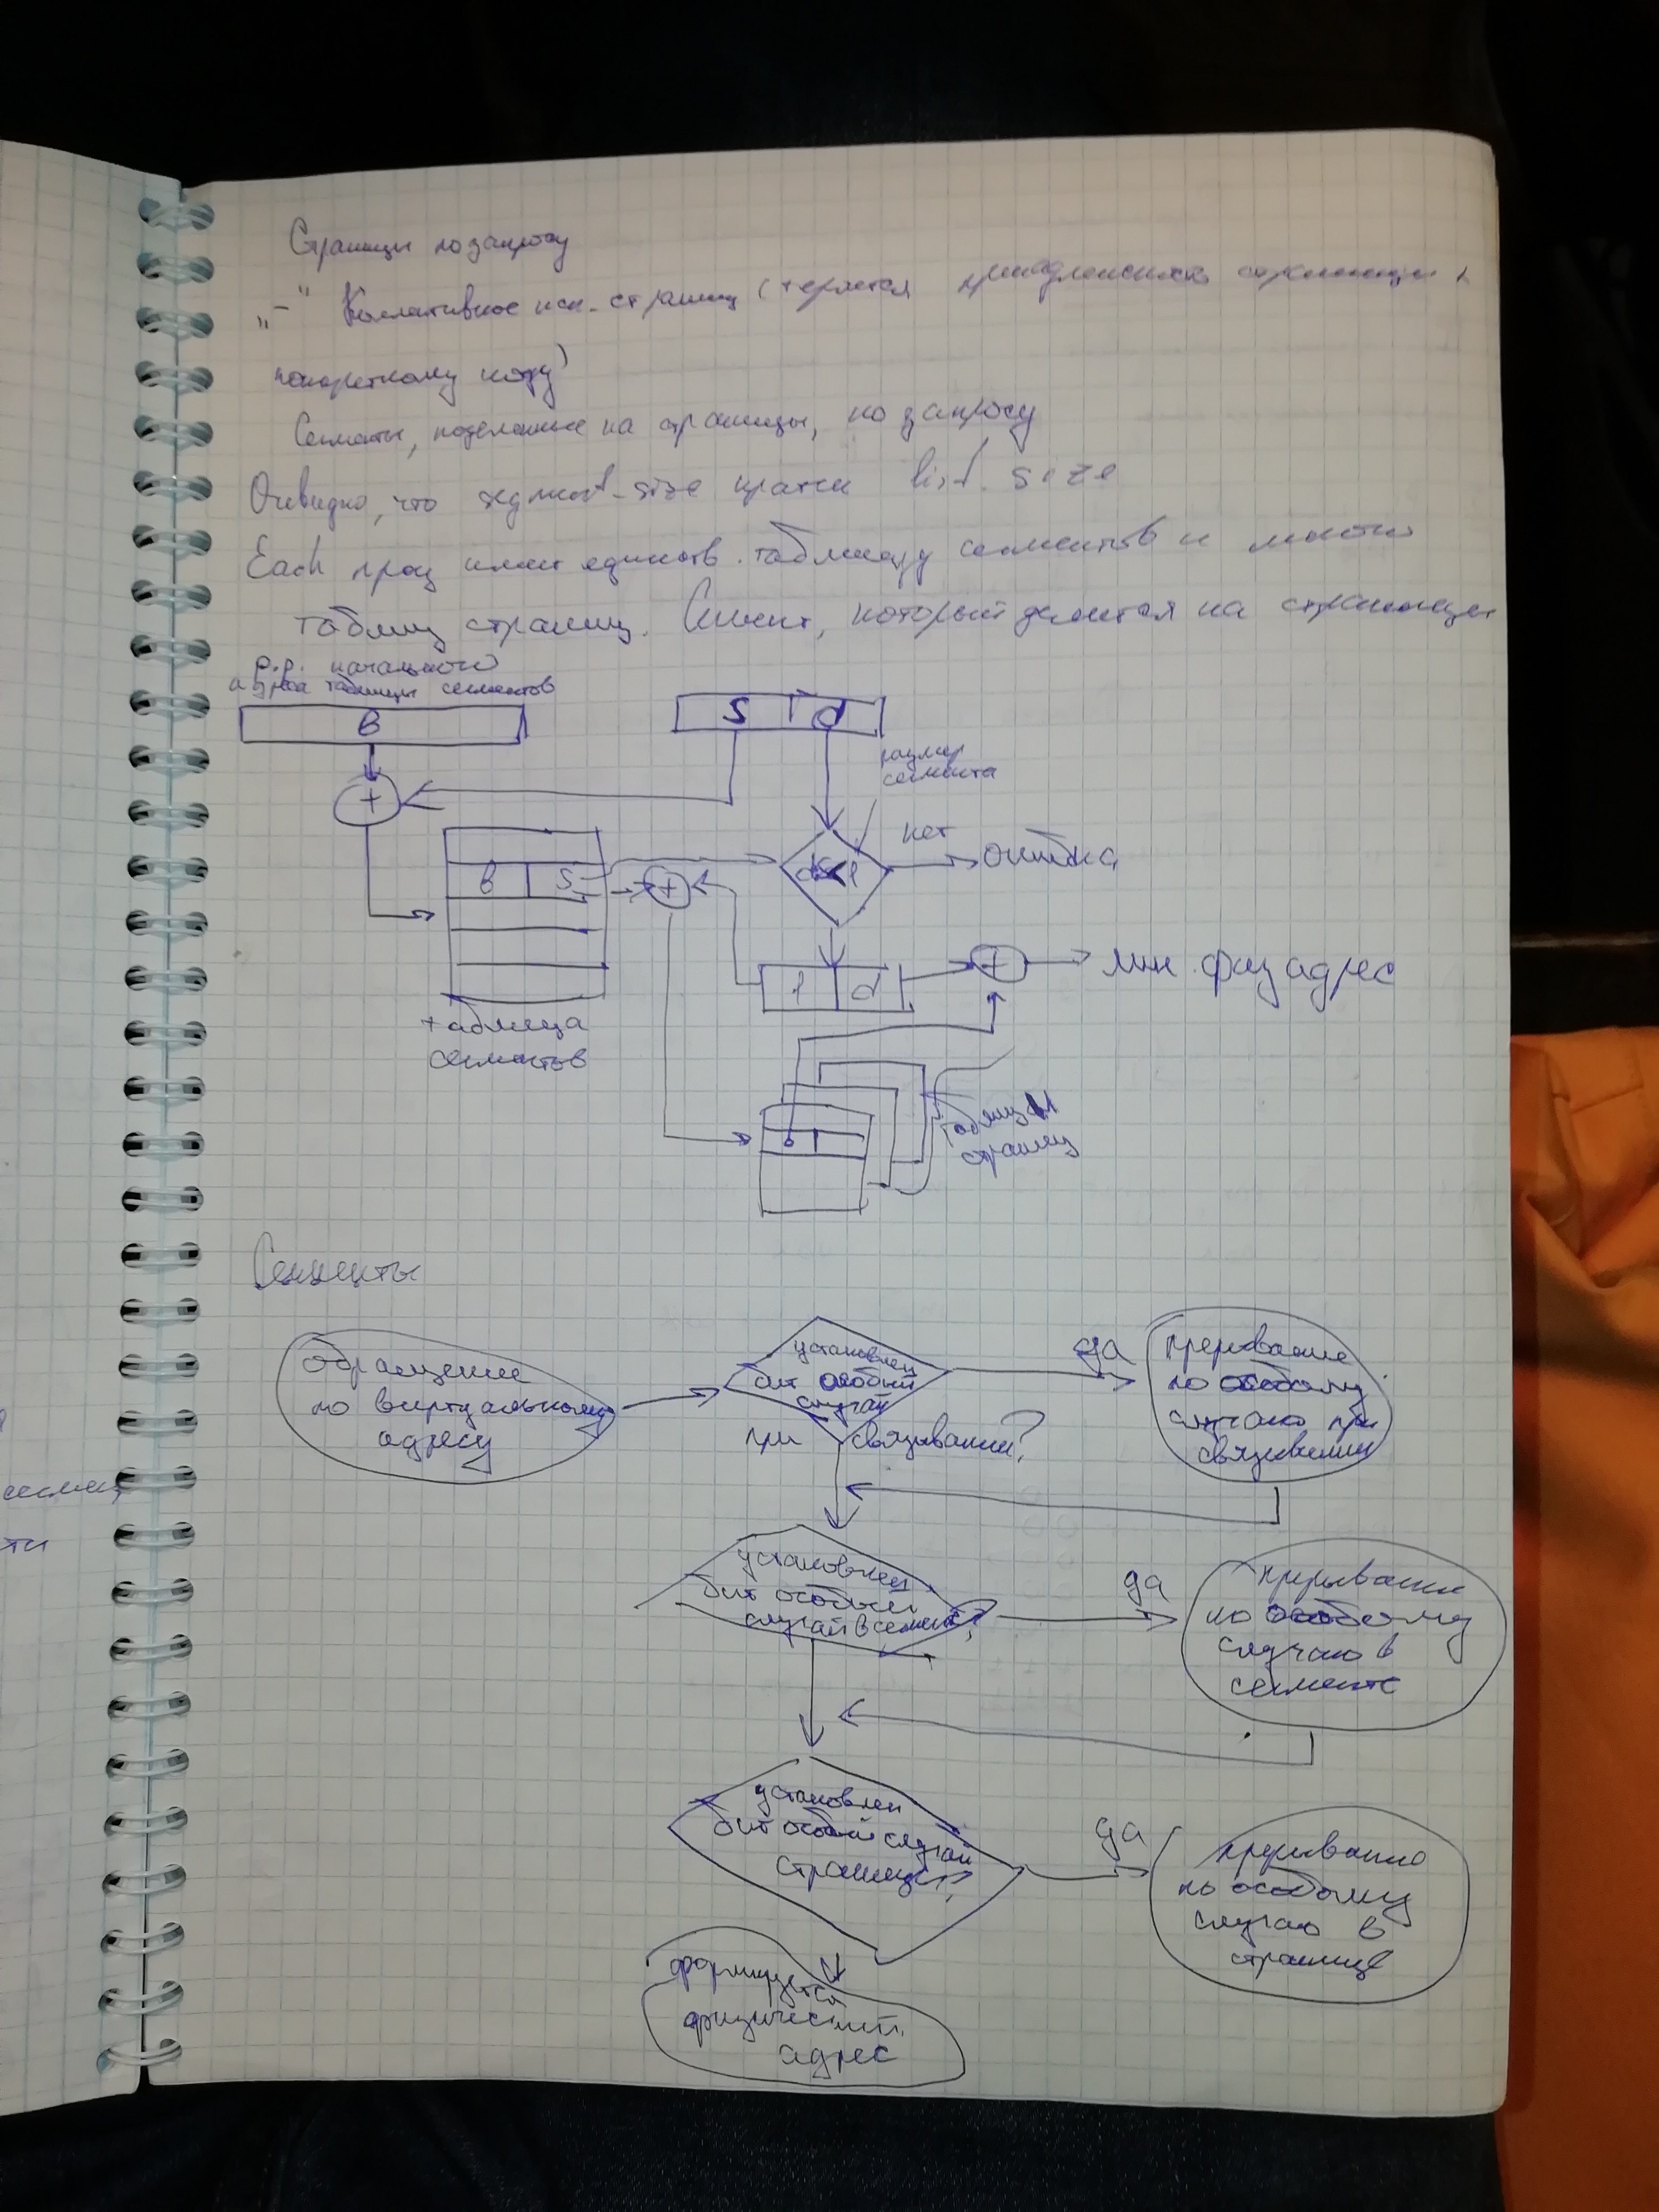 Страницы по запросу
"-" Коллективное исп. страниц (теряется принадлежность страницы к
конкретному коду)
Сегменты, поделенные на страницы, по запросу
Очевидно, что segment-size кратен list size
Each проц имеет единств. таблицу сегментов и много
таблиц страниц. Сегмент, который делится на страницы
р.р. начального
адреса таблицы сегментов
B
S d
размер
сегмента
+
нет
ошибка
B S
+
P d
+
лин. физ адрес
таблица
сегментов
таблицы
страниц
Сегменты
обращение
по виртуальному
адресу
установлен
бит особый
случай
при связывании?
да
прерывание
по особому
случаю при
связывании
установлен
бит особый
случай в сегменте?
да
прерывание
по особому
случаю в
сегменте
установлен
бит особый случай
страницы?
да
прерывание
по особому
случаю в
странице
формируется
физический
адрес
сегмен
ти